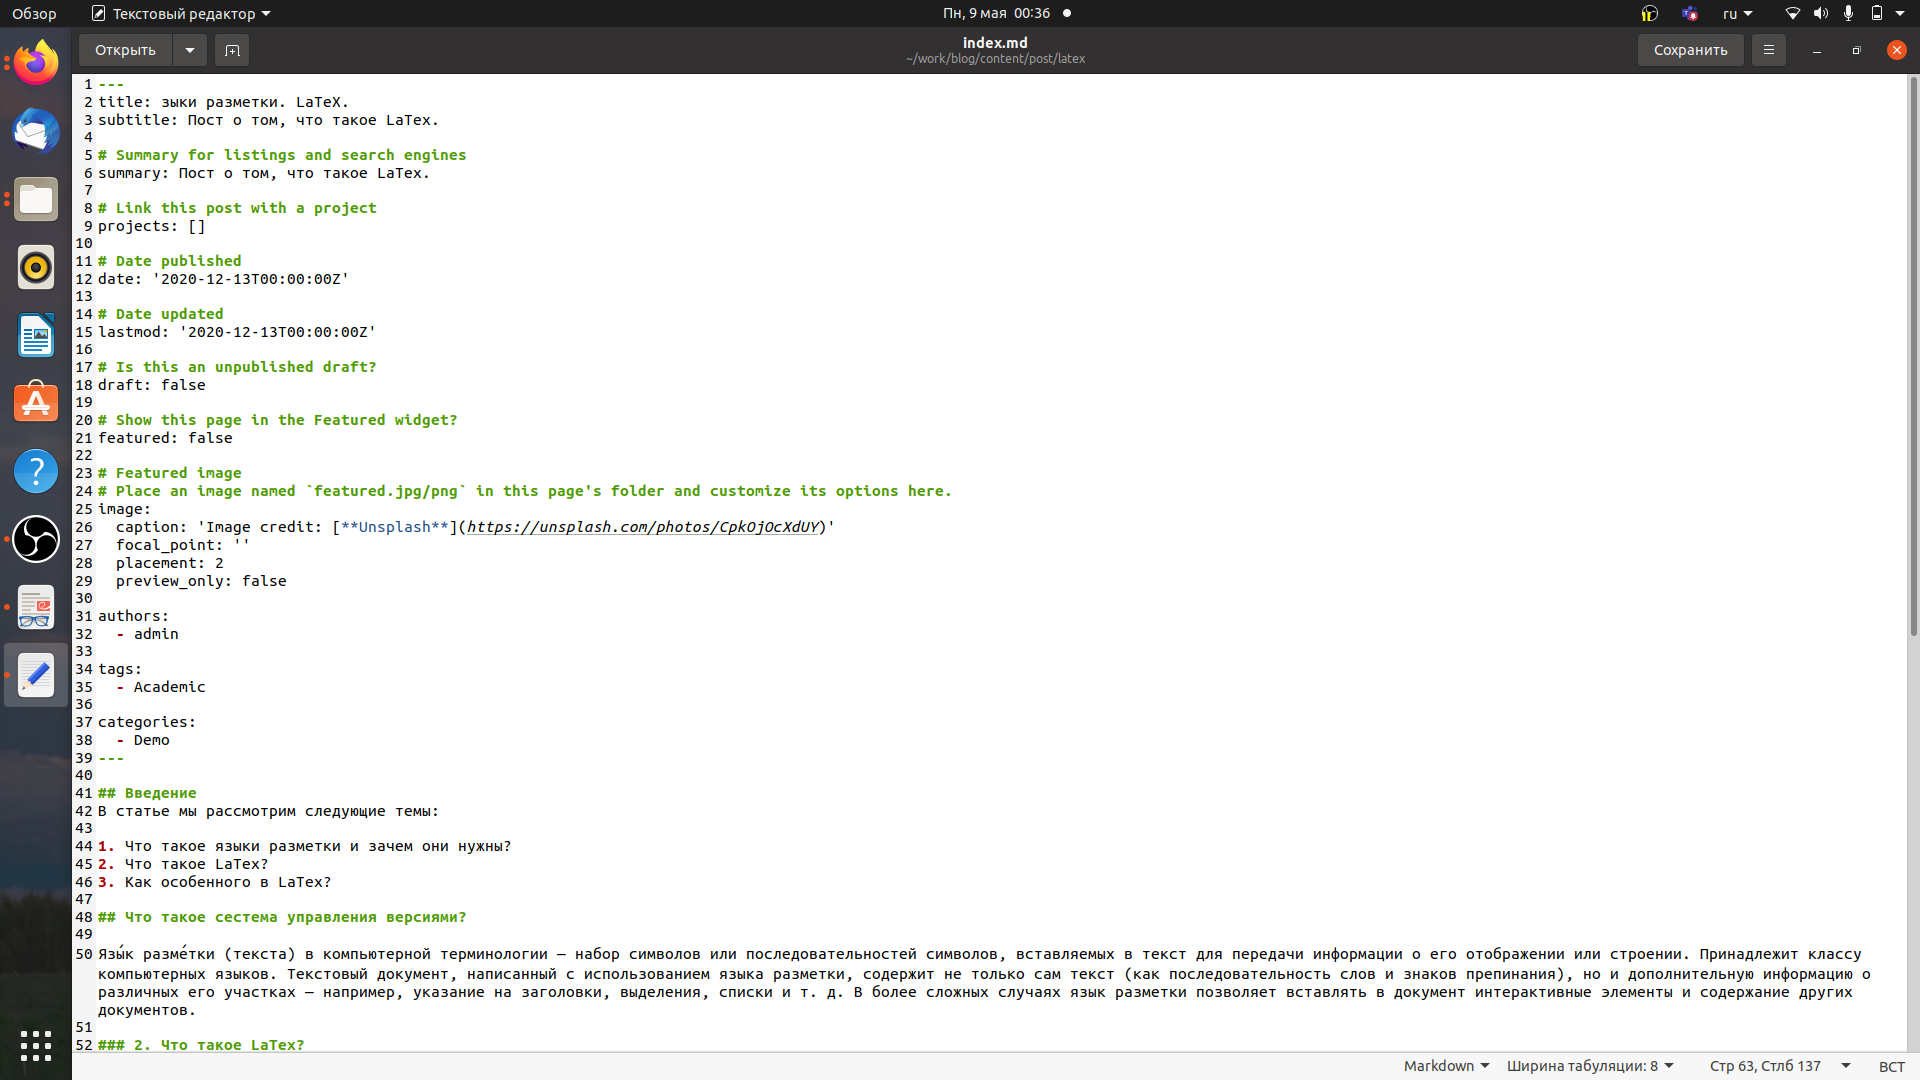 Обзор
Текстовый редактор
Пн, 9 мая 00:36
ru
Открыть
index.md
~/work/blog/content/post/latex
Сохранить
1 ---
2 title: зыки разметки. LaTeX.
3 subtitle: Пост о том, что такое LaTex.
4
5 # Summary for listings and search engines
6 summary: Пост о том, что такое LaTex.
7
8 # Link this post with a project
9 projects: []
10
11 # Date published
12 date: '2020-12-13T00:00:00Z'
13
14 # Date updated
15 lastmod: '2020-12-13T00:00:00Z'
16
17 # Is this an unpublished draft?
18 draft: false
19
20 # Show this page in the Featured widget?
21 featured: false
22
23 # Featured image
24 # Place an image named `featured.jpg/png` in this page's folder and customize its options here.
25 image:
26   caption: 'Image credit: [**Unsplash**](https://unsplash.com/photos/CpkOjOcXdUY)'
27   focal_point: ''
28   placement: 2
29   preview_only: false
30
31 authors:
32   - admin
33
34 tags:
35   - Academic
36
37 categories:
38   - Demo
39 ---
40
41 ## Введение
42 В статье мы рассмотрим следующие темы:
43
44 1. Что такое языки разметки и зачем они нужны?
45 2. Что такое LaTex?
46 3. Как особенного в LaTex?
47
48 ## Что такое сестема управления версиями?
49
50 Язы́к разме́тки (текста) в компьютерной терминологии — набор символов или последовательностей символов, вставляемых в текст для передачи информации о его отображении или строении. Принадлежит классу
компьютерных языков. Текстовый документ, написанный с использованием языка разметки, содержит не только сам текст (как последовательность слов и знаков препинания), но и дополнительную информацию о
различных его участках — например, указание на заголовки, выделения, списки и т. д. В более сложных случаях язык разметки позволяет вставлять в документ интерактивные элементы и содержание других
документов.
51
52 ### 2. Что такое LaTex?
Markdown
Ширина табуляции: 8
Стр 63, Стлб 137
ВСТ